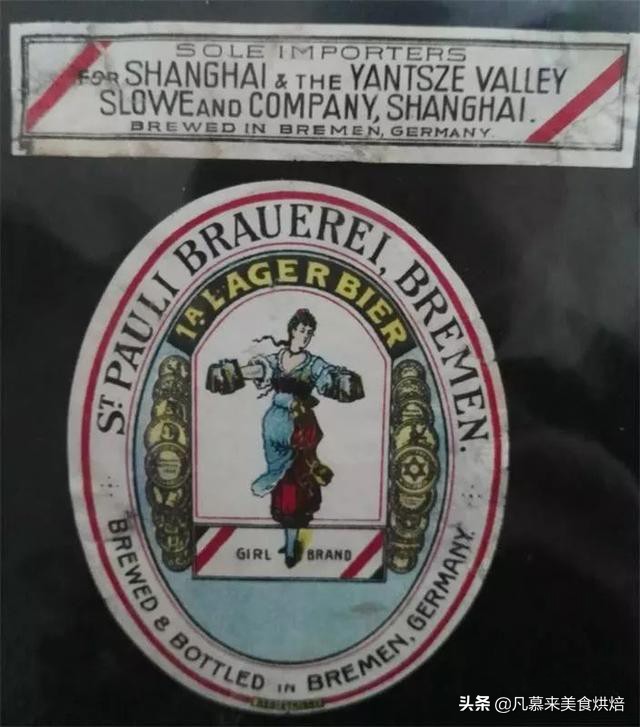 SOLE IMPORTERS
FOR SHANGHAI & THE YANTSZE VALLEY
SLOWE AND COMPANY, SHANGHAI.
BREWED IN BREMEN, GERMANY.
ST PAULI BRAUEREI, BREMEN.
1A LAGER BIER
GIRL BRAND
BREWED & BOTTLED IN BREMEN, GERMANY.
头条 @凡慕来美食烘焙